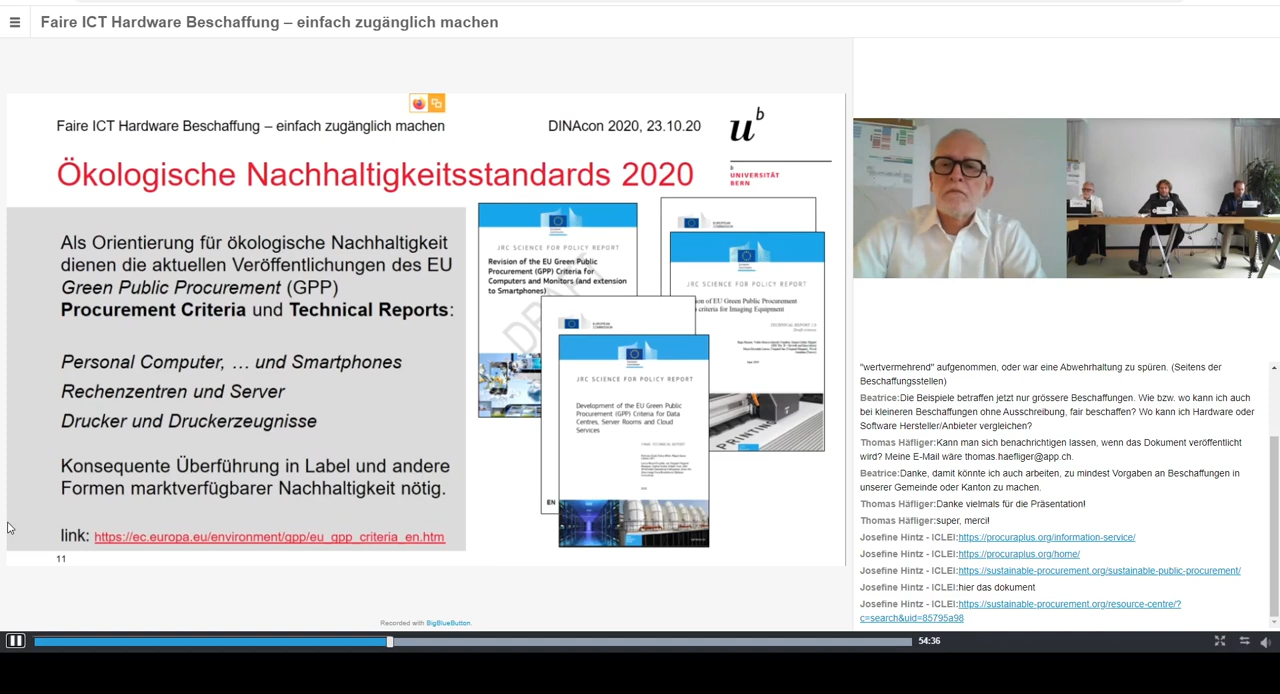 Faire ICT Hardware Beschaffung – einfach zugänglich machen
Faire ICT Hardware Beschaffung – einfach zugänglich machen
DINAcon 2020, 23.10.20
u b
b
UNIVERSITÄT
BERN
Ökologische Nachhaltigkeitsstandards 2020
Als Orientierung für ökologische Nachhaltigkeit
dienen die aktuellen Veröffentlichungen des EU
Green Public Procurement (GPP)
Procurement Criteria und Technical Reports:
Personal Computer, … und Smartphones
Rechenzentren und Server
Drucker und Druckerzeugnisse
Konsequente Überführung in Label und andere
Formen marktverfügbarer Nachhaltigkeit nötig.
link: https://ec.europa.eu/environment/gpp/eu_gpp_criteria_en.htm
11
JRC SCIENCE FOR POLICY REPORT
Revision of the EU Green Public
Procurement (GPP) Criteria for
Computers and Monitors (and extension
to Smartphones)
DRAFT
JRC SCIENCE FOR POLICY REPORT
of EU Green Public Procurement
criteria for Imaging Equipment
PRINTING
JRC SCIENCE FOR POLICY REPORT
Development of the EU Green Public
Procurement (GPP) Criteria for Data
Centres, Server Rooms and Cloud
Services
EN
Recorded with BigBlueButton.
"wertvermehrend" aufgenommen, oder war eine Abwehrhaltung zu spüren. (Seitens der
Beschaffungsstellen)
Beatrice:Die Beispiele betraffen jetzt nur grössere Beschaffungen. Wie bzw. wo kann ich auch
bei kleineren Beschaffungen ohne Ausschreibung, fair beschaffen? Wo kann ich Hardware oder
Software Hersteller/Anbieter vergleichen?
Thomas Häfliger:Kann man sich benachrichtigen lassen, wenn das Dokument veröffentlicht
wird? Meine E-Mail wäre thomas.haefliger@app.ch.
Beatrice:Danke, damit könnte ich auch arbeiten, zu mindest Vorgaben an Beschaffungen in
unserer Gemeinde oder Kanton zu machen.
Thomas Häfliger:Danke vielmals für die Präsentation!
Thomas Häfliger:super, merci!
Josefine Hintz - ICLEI:https://procuraplus.org/information-service/
Josefine Hintz - ICLEI:https://procuraplus.org/home/
Josefine Hintz - ICLEI:https://sustainable-procurement.org/sustainable-public-procurement/
Josefine Hintz - ICLEI:hier das dokument
Josefine Hintz - ICLEI:https://sustainable-procurement.org/resource-centre/?
c=search&uid=85795a98
54:36